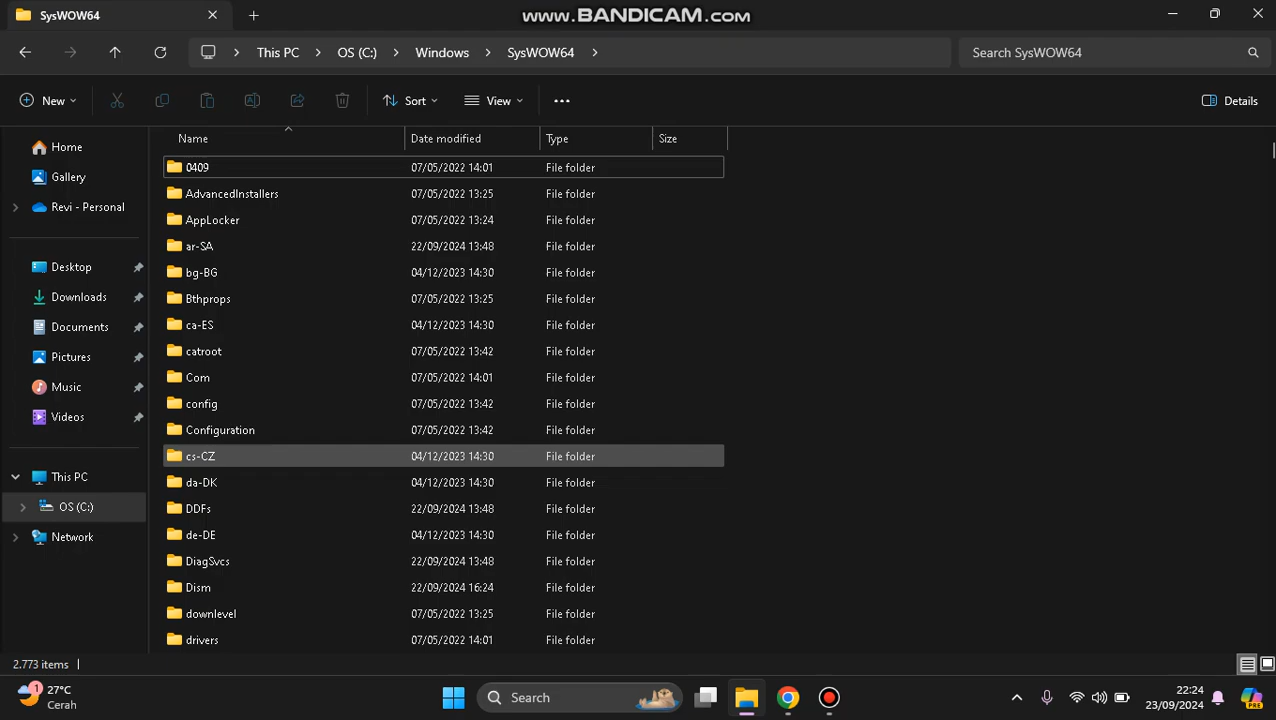 SysWOW64
www.BANDICAM.com
This PC > OS (C:) > Windows > SysWOW64 >
Search SysWOW64
New
Sort
View
Details
Name Date modified Type Size
Home
Gallery
Revi - Personal
Desktop
Downloads
Documents
Pictures
Music
Videos
This PC
OS (C:)
Network
0409 07/05/2022 14:01 File folder
AdvancedInstallers 07/05/2022 13:25 File folder
AppLocker 07/05/2022 13:24 File folder
ar-SA 22/09/2024 13:48 File folder
bg-BG 04/12/2023 14:30 File folder
Bthprops 07/05/2022 13:25 File folder
ca-ES 04/12/2023 14:30 File folder
catroot 07/05/2022 13:42 File folder
Com 07/05/2022 14:01 File folder
config 07/05/2022 13:42 File folder
Configuration 07/05/2022 13:42 File folder
cs-CZ 04/12/2023 14:30 File folder
da-DK 04/12/2023 14:30 File folder
DDFs 22/09/2024 13:48 File folder
de-DE 04/12/2023 14:30 File folder
DiagSvcs 22/09/2024 13:48 File folder
Dism 22/09/2024 16:24 File folder
downlevel 07/05/2022 13:25 File folder
drivers 07/05/2022 14:01 File folder
2.773 items
1
27°C
Cerah
Search
22:24
23/09/2024
PRE